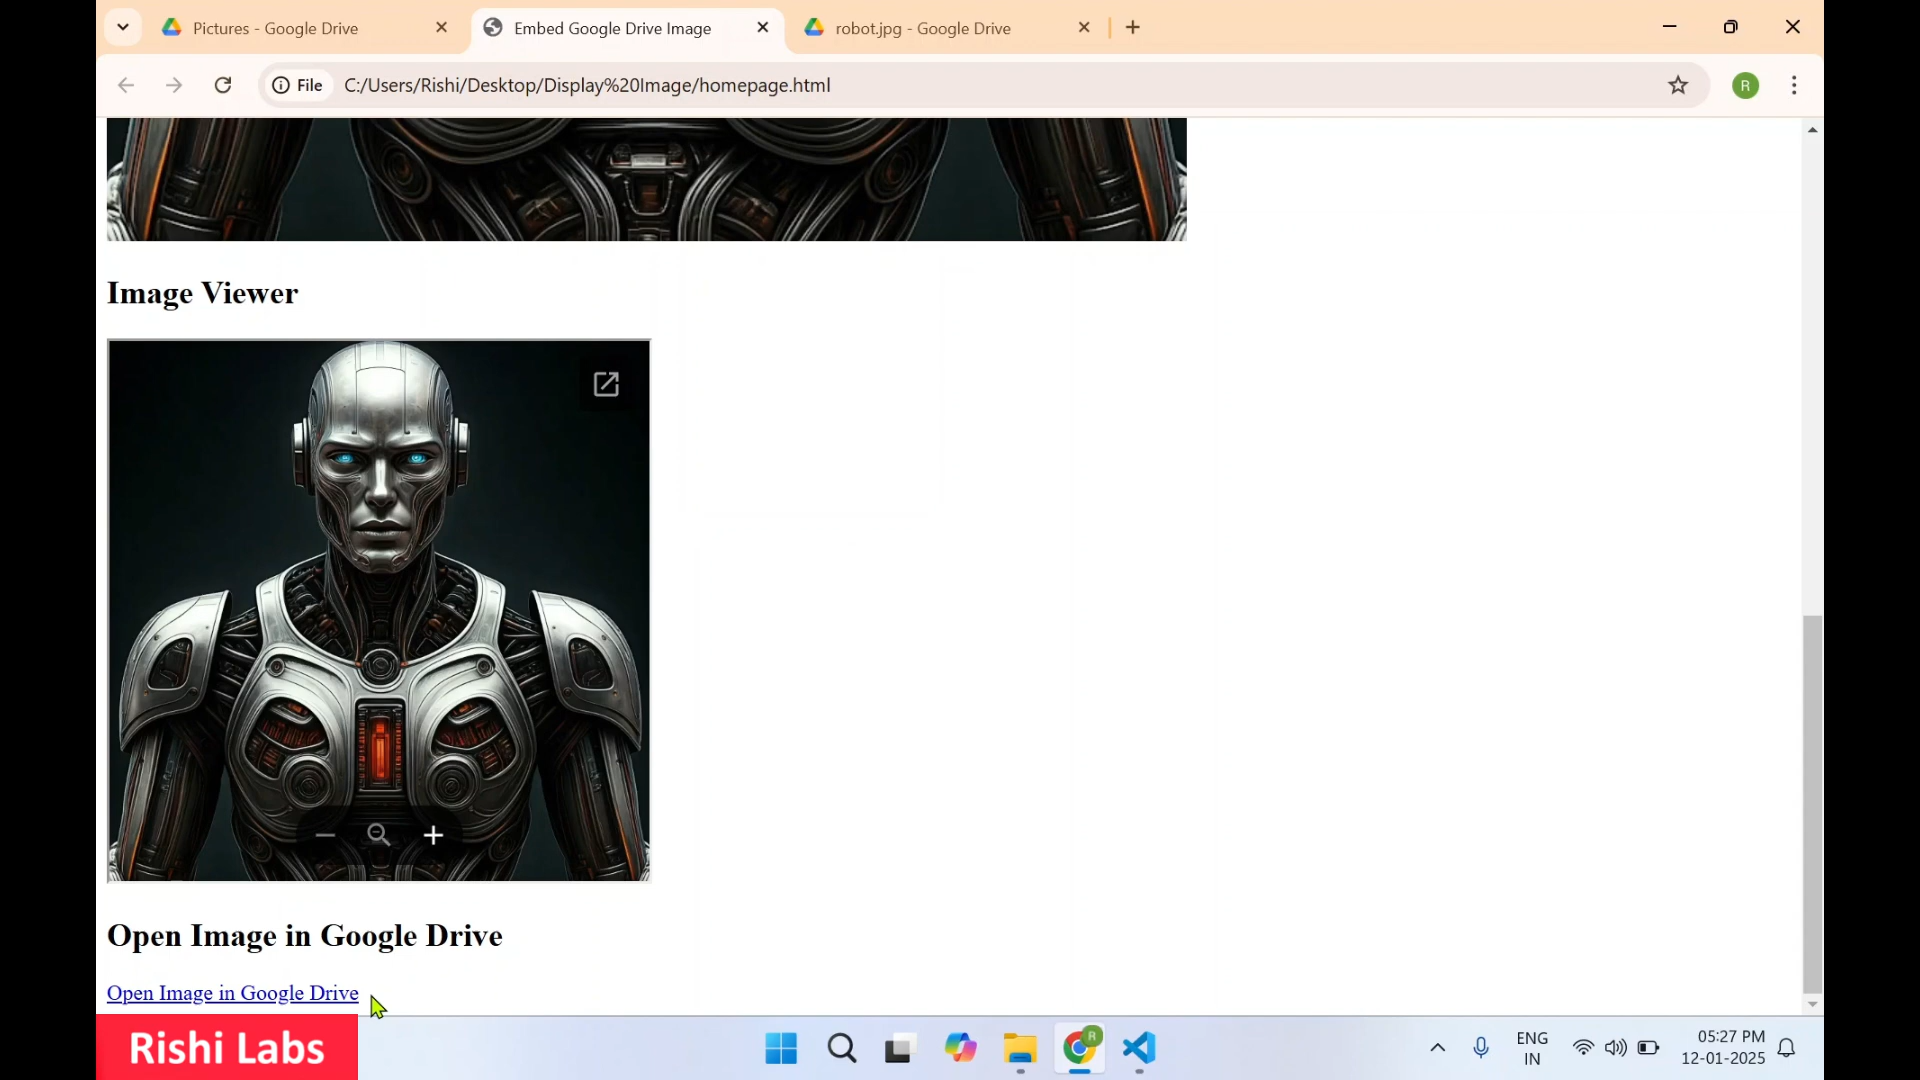 Pictures - Google Drive
Embed Google Drive Image
robot.jpg - Google Drive
File
C:/Users/Rishi/Desktop/Display%20Image/homepage.html
R
Image Viewer
Open Image in Google Drive
Open Image in Google Drive
Rishi Labs
R
ENG
IN
05:27 PM
12-01-2025